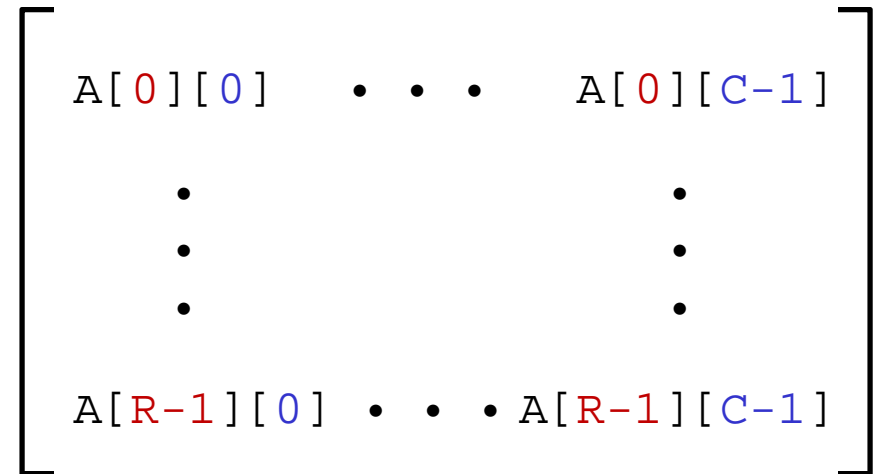 A[0][0] • • • A[0][C-1]
• •
• •
• •
A[R-1][0] • • • A[R-1][C-1]